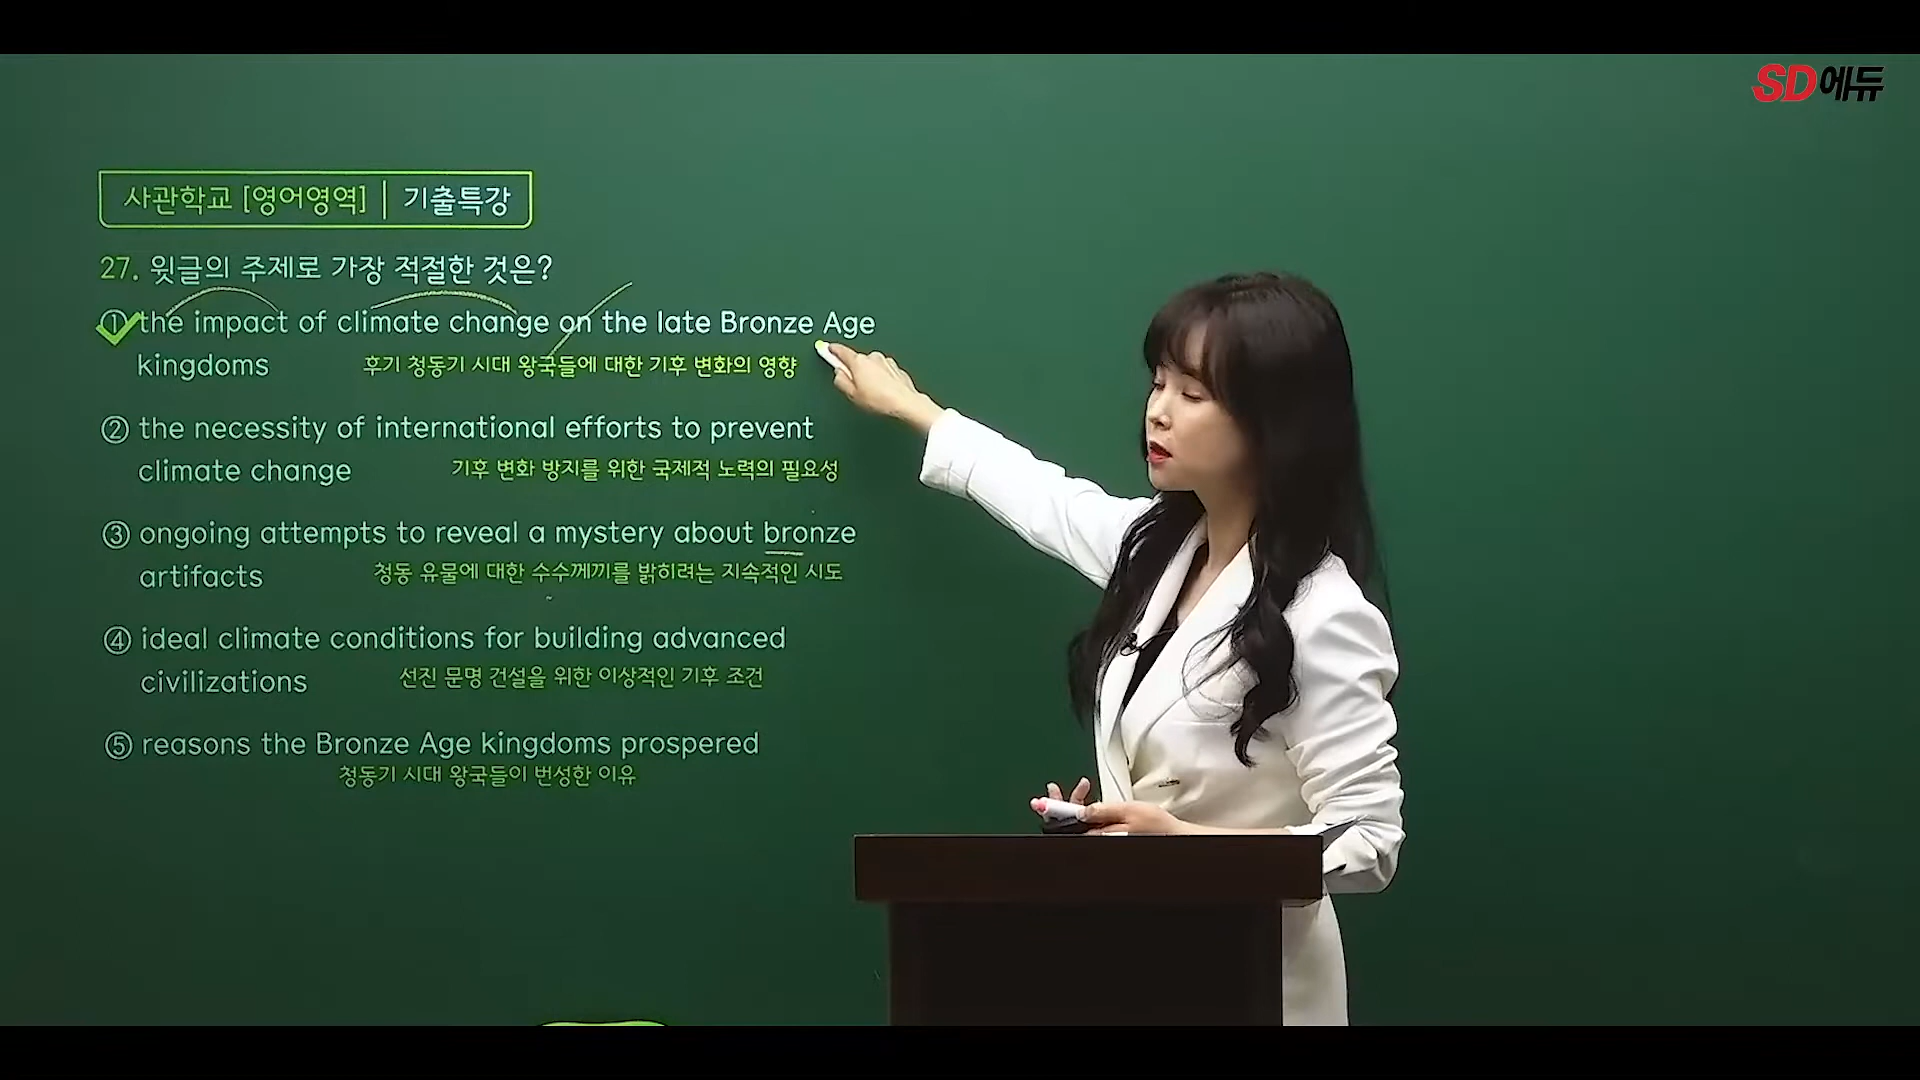 SD에듀
사관학교 [영어영역] | 기출특강
27. 윗글의 주제로 가장 적절한 것은?
① the impact of climate change on the late Bronze Age
kingdoms 후기 청동기 시대 왕국들에 대한 기후 변화의 영향
② the necessity of international efforts to prevent
climate change 기후 변화 방지를 위한 국제적 노력의 필요성
③ ongoing attempts to reveal a mystery about bronze
artifacts 청동 유물에 대한 수수께끼를 밝히려는 지속적인 시도
④ ideal climate conditions for building advanced
civilizations 선진 문명 건설을 위한 이상적인 기후 조건
⑤ reasons the Bronze Age kingdoms prospered
청동기 시대 왕국들이 번성한 이유